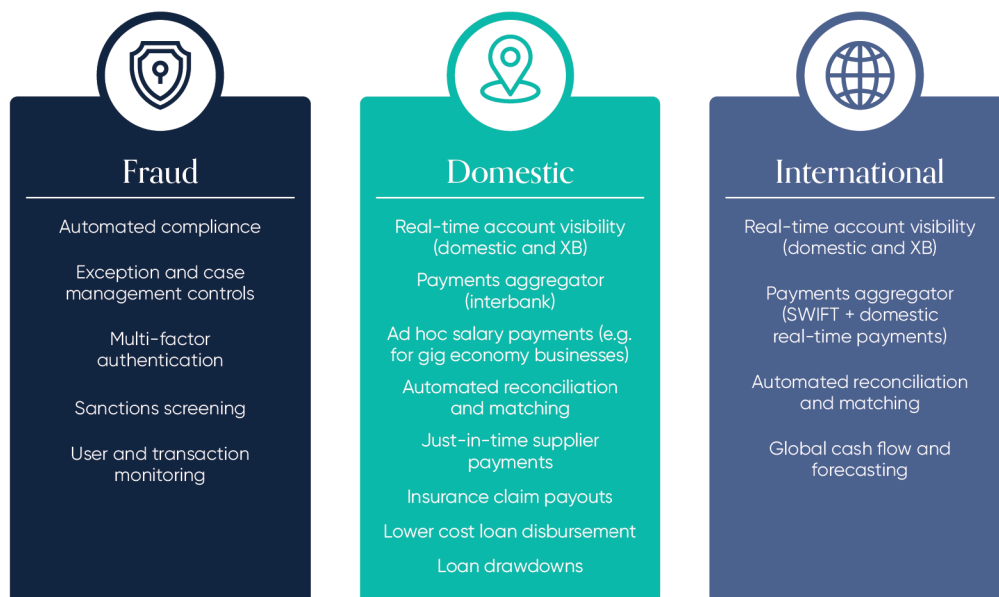 Fraud
Automated compliance
Exception and case
management controls
Multi-factor
authentication
Sanctions screening
User and transaction
monitoring
Domestic
Real-time account visibility
(domestic and XB)
Payments aggregator
(interbank)
Ad hoc salary payments (e.g.
for gig economy businesses)
Automated reconciliation
and matching
Just-in-time supplier
payments
Insurance claim payouts
Lower cost loan disbursement
Loan drawdowns
International
Real-time account visibility
(domestic and XB)
Payments aggregator
(SWIFT + domestic
real-time payments)
Automated reconciliation
and matching
Global cash flow and
forecasting